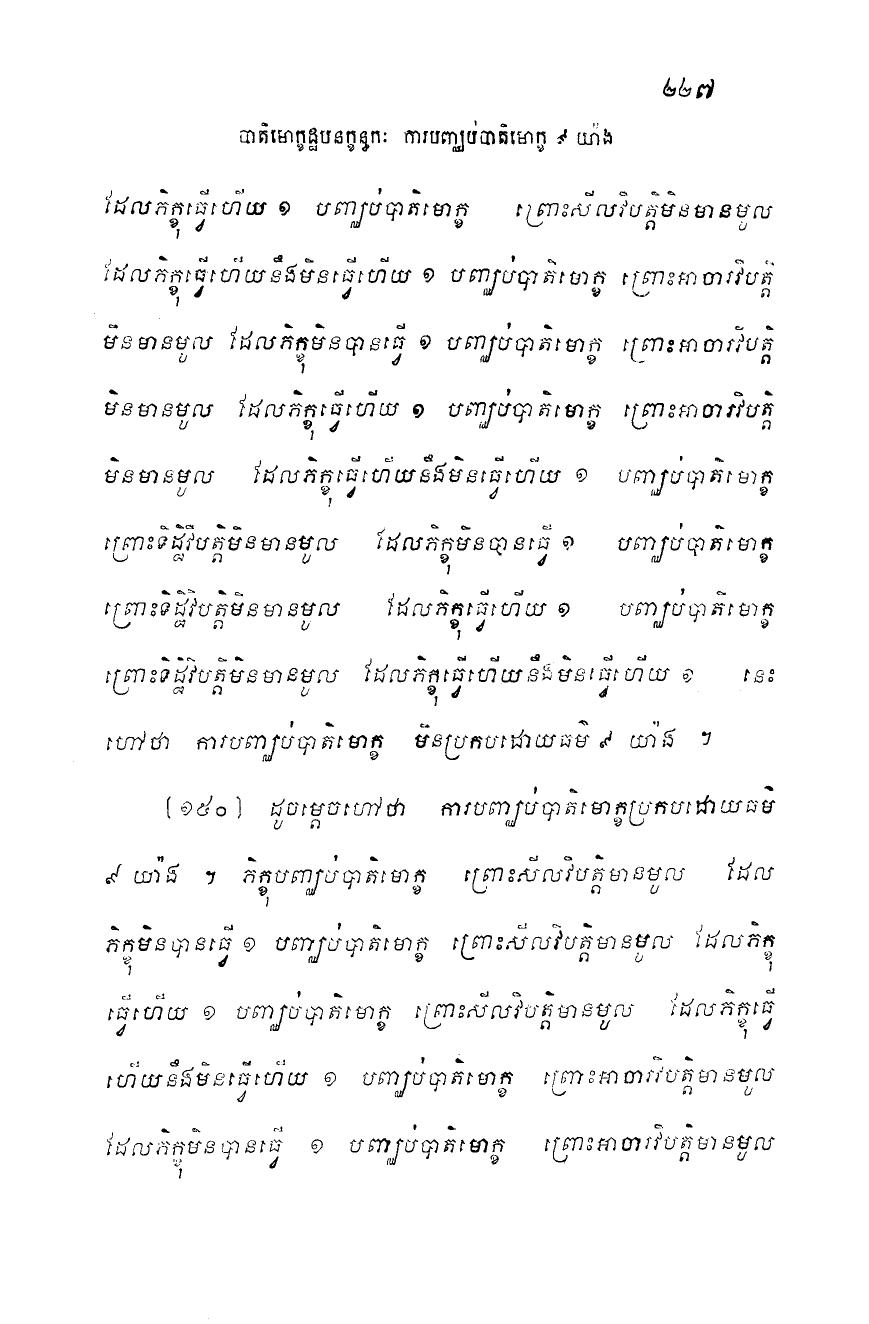 ២២៧
បាតិមោក្ខដ្ឋបនក្ខន្ធកៈ ការបញ្ឈប់បាតិមោក្ខ ៩ យ៉ាង
ដែលភិក្ខុធ្វើហើយ ១ បញ្ឈប់បាតិមោក្ខ ព្រោះសីលវិបត្តិមិនមានមូល
ដែលភិក្ខុធ្វើហើយនឹងមិនធ្វើហើយ ១ បញ្ឈប់បាតិមោក្ខ ព្រោះអាចារវិបត្តិ
មិនមានមូល ដែលភិក្ខុមិនបានធ្វើ ១ បញ្ឈប់បាតិមោក្ខ ព្រោះអាចារវិបត្តិ
មិនមានមូល ដែលភិក្ខុធ្វើហើយ ១ បញ្ឈប់បាតិមោក្ខ ព្រោះអាចារវិបត្តិ
មិនមានមូល ដែលភិក្ខុធ្វើហើយនឹងមិនធ្វើហើយ ១ បញ្ឈប់បាតិមោក្ខ
ព្រោះទិដ្ឋិវិបត្តិមិនមានមូល ដែលភិក្ខុមិនបានធ្វើ ១ បញ្ឈប់បាតិមោក្ខ
ព្រោះទិដ្ឋិវិបត្តិមិនមានមូល ដែលភិក្ខុធ្វើហើយ ១ បញ្ឈប់បាតិមោក្ខ
ព្រោះទិដ្ឋិវិបត្តិមិនមានមូល ដែលភិក្ខុធ្វើហើយនឹងមិនធ្វើហើយ ១ នេះ
ហៅថា ការបញ្ឈប់បាតិមោក្ខ មិនប្រកបដោយធម៌ ៩ យ៉ាង ។
[១៥០] ដូចម្តេចហៅថា ការបញ្ឈប់បាតិមោក្ខប្រកបដោយធម៌
៩ យ៉ាង ។ ភិក្ខុបញ្ឈប់បាតិមោក្ខ ព្រោះសីលវិបត្តិមានមូល ដែល
ភិក្ខុមិនបានធ្វើ ១ បញ្ឈប់បាតិមោក្ខ ព្រោះសីលវិបត្តិមានមូល ដែលភិក្ខុ
ធ្វើហើយ ១ បញ្ឈប់បាតិមោក្ខ ព្រោះសីលវិបត្តិមានមូល ដែលភិក្ខុធ្វើ
ហើយនឹងមិនធ្វើហើយ ១ បញ្ឈប់បាតិមោក្ខ ព្រោះអាចារវិបត្តិមានមូល
ដែលភិក្ខុមិនបានធ្វើ ១ បញ្ឈប់បាតិមោក្ខ ព្រោះអាចារវិបត្តិមានមូល